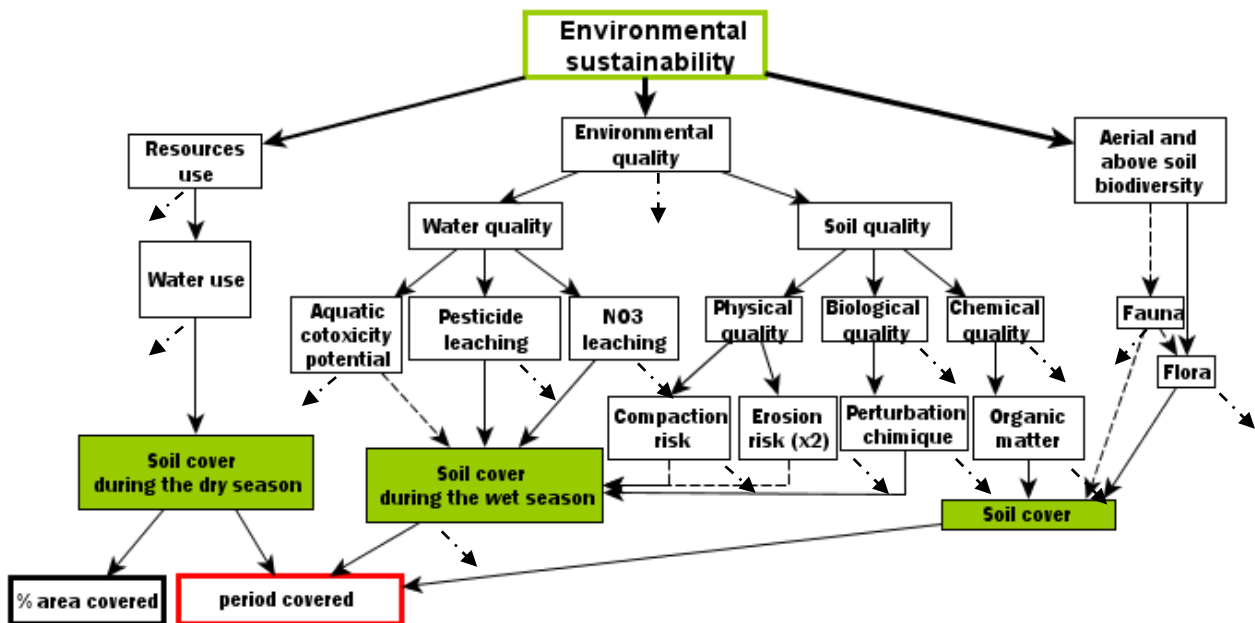 Environmental
sustainability
Resources
use
Environmental
quality
Aerial and
above soil
biodiversity
Water quality
Soil quality
Water use
Aquatic
cotoxicity
potential
Pesticide
leaching
NO3
leaching
Physical
quality
Biological
quality
Chemical
quality
Fauna
Flora
Compaction
risk
Erosion
risk (x2)
Perturbation
chimique
Organic
matter
Soil cover
during the dry season
Soil cover
during the wet season
Soil cover
% area covered
period covered